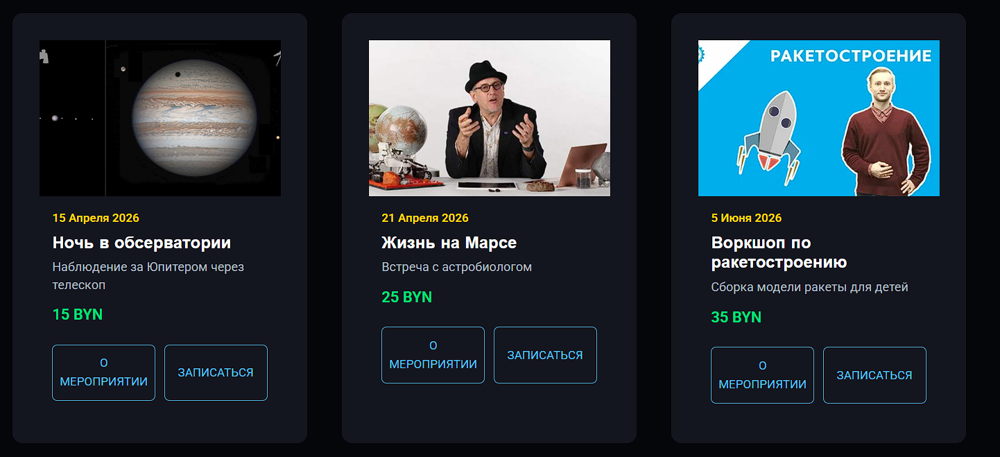 15 Апреля 2026
Ночь в обсерватории
Наблюдение за Юпитером через
телескоп
15 BYN
О
МЕРОПРИЯТИИ
ЗАПИСАТЬСЯ
21 Апреля 2026
Жизнь на Марсе
Встреча с астробиологом
25 BYN
О
МЕРОПРИЯТИИ
ЗАПИСАТЬСЯ
РАКЕТОСТРОЕНИЕ
5 Июня 2026
Воркшоп по
ракетостроению
Сборка модели ракеты для детей
35 BYN
О
МЕРОПРИЯТИИ
ЗАПИСАТЬСЯ